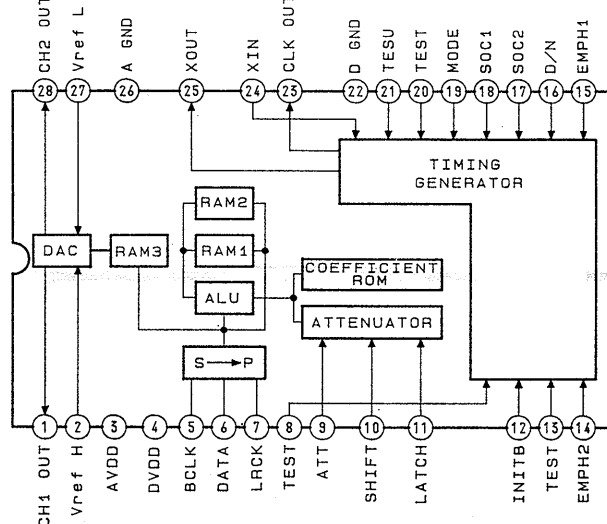 CH2 OUT
Vref L
A GND
XOUT
XIN
CLK OUT
D GND
TESU
TEST
MODE
SOC1
SOC2
D/N
EMPH1
28
27
26
25
24
23
22
21
20
19
18
17
16
15
TIMING
GENERATOR
RAM2
DAC
RAM3
RAM1
COEFFICIENT
ROM
ALU
ATTENUATOR
S P
1
2
3
4
5
6
7
8
9
10
11
12
13
14
CH1 OUT
Vref H
AVDD
DVDD
BCLK
DATA
LRCK
TEST
ATT
SHIFT
LATCH
INITB
TEST
EMPH2